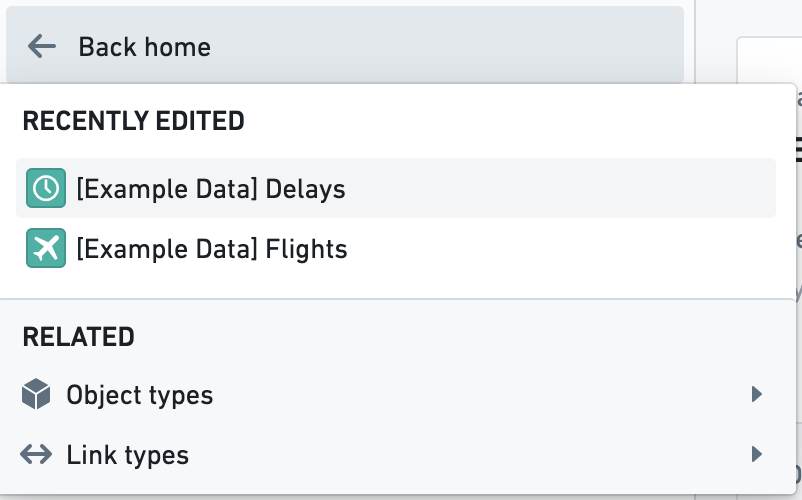 Back home
RECENTLY EDITED
[Example Data] Delays
[Example Data] Flights
RELATED
Object types
Link types